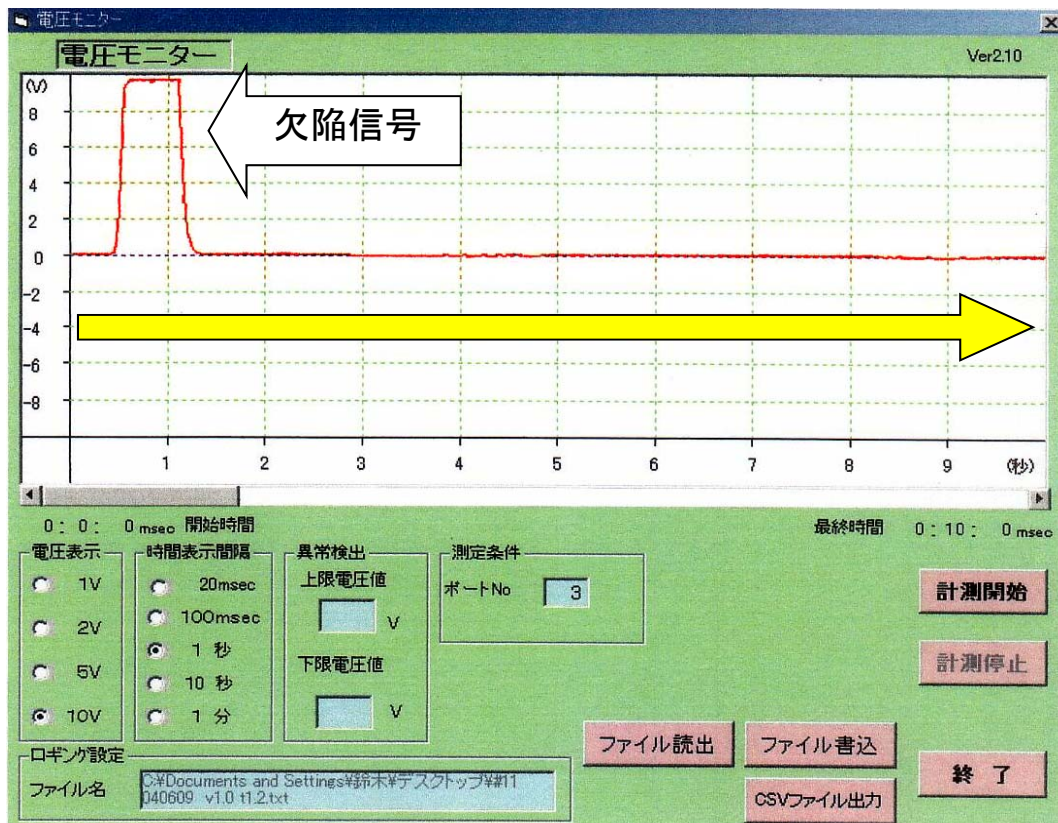 電圧モニター
電圧モニター
Ver2.10
(V)
8
6
4
2
0
-2
-4
-6
-8
欠陥信号
1 2 3 4 5 6 7 8 9 (秒)
0: 0: 0 msec 開始時間
最終時間 0:10: 0 msec
電圧表示
1V
2V
5V
10V
時間表示間隔
20msec
100msec
1 秒
10 秒
1 分
異常検出
上限電圧値
V
下限電圧値
V
測定条件
ボートNo 3
計測開始
計測停止
ファイル読出
ファイル書込
CSVファイル出力
終 了
ロギング設定
ファイル名
C:¥Documents and Settings¥鈴木¥デスクトップ¥#11
040609 v1.0 t1.2.txt